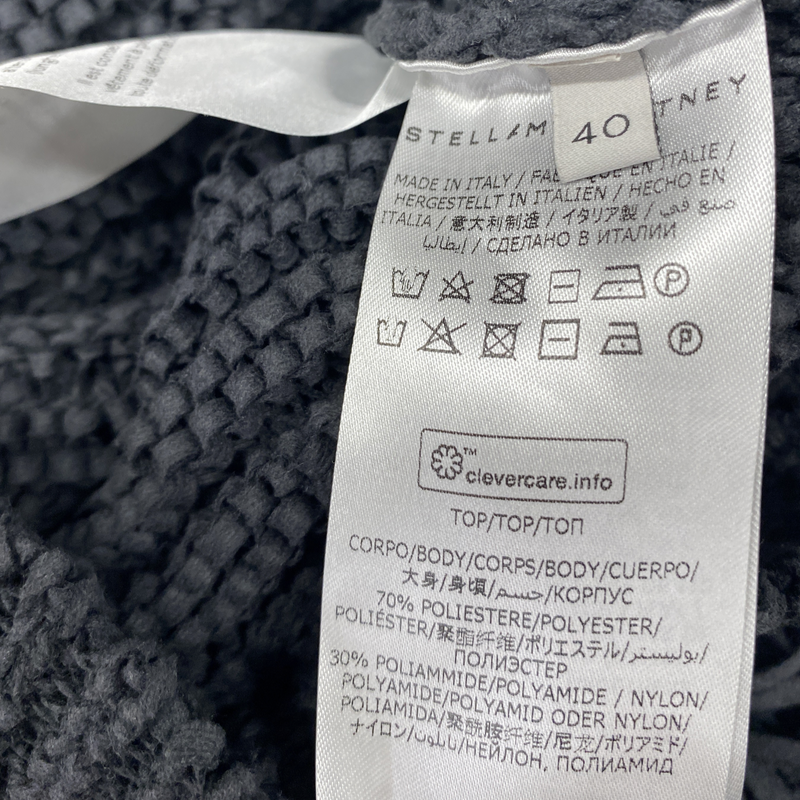 STELL M TNEY
40
MADE IN ITALY / FABRIQUÉ EN ITALIE /
HERGESTELLT IN ITALIEN / HECHO EN
ITALIA / 意大利制造 / イタリア製 / صنع في
إيطاليا / СДЕЛАНО В ИТАЛИИ
P
P
clevercare.info
TM
TOP/TOP/ТОП
CORPO/BODY/CORPS/BODY/CUERPO/
大身/身頃/جسم/КОРПУС
70% POLIESTERE/POLYESTER/
POLIÉSTER/聚酯纤维/ポリエステル/بوليستر/
ПОЛИЭСТЕР
30% POLIAMMIDE/POLYAMIDE / NYLON/
POLYAMIDE/POLYAMID ODER NYLON/
POLIAMIDA/聚酰胺纤维/尼龙/ポリアミド/
ナイロン/نايلون/НЕЙЛОН, ПОЛИАМИД